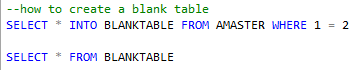 --how to create a blank table
SELECT * INTO BLANKTABLE FROM AMASTER WHERE 1 = 2
SELECT * FROM BLANKTABLE